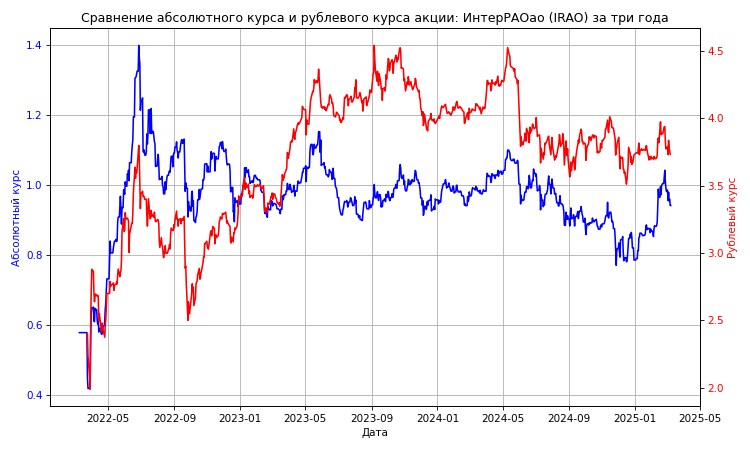 Сравнение абсолютного курса и рублевого курса акции: ИнтерРАОао (IRAO) за три года
Абсолютный курс
1.4
1.2
1.0
0.8
0.6
0.4
4.5
4.0
3.5
3.0
2.5
2.0
Рублевый курс
2022-05 2022-09 2023-01 2023-05 2023-09 2024-01 2024-05 2024-09 2025-01 2025-05
Дата